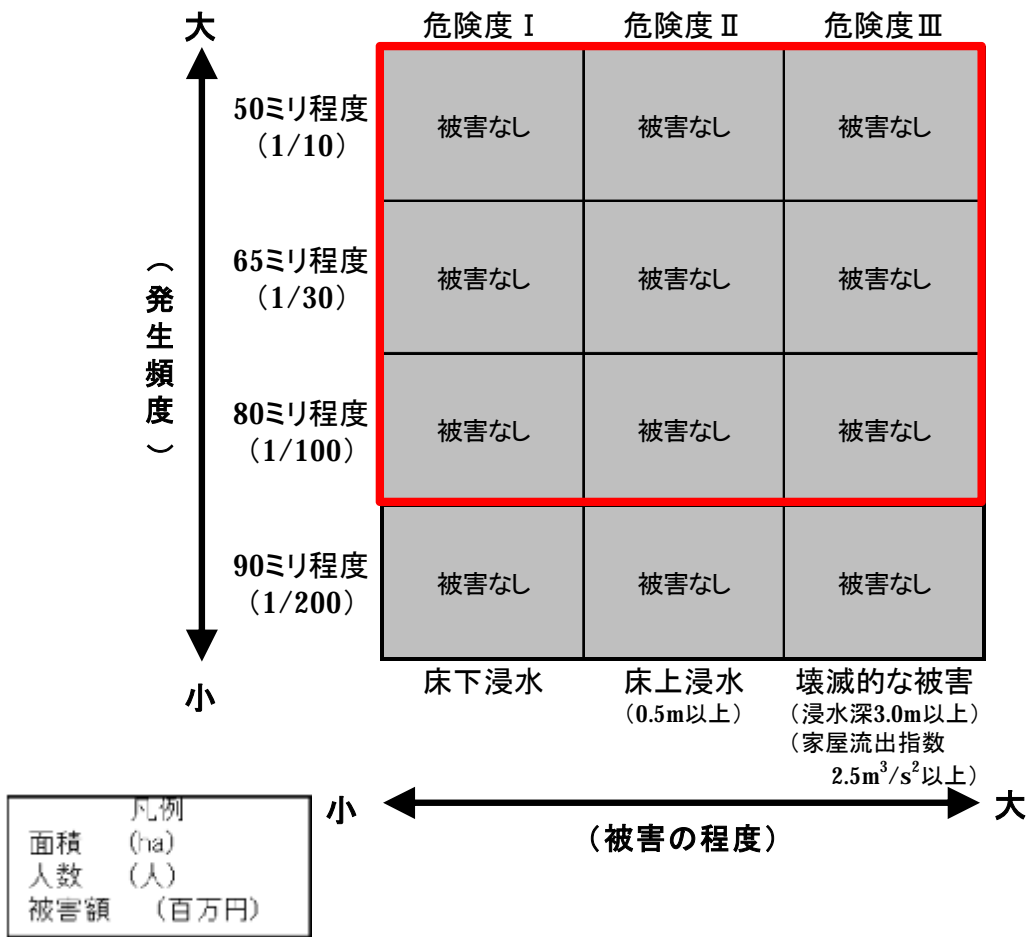 大
危険度Ⅰ 危険度Ⅱ 危険度Ⅲ
50ミリ程度
（1/10）
被害なし 被害なし 被害なし
65ミリ程度
（1/30）
被害なし 被害なし 被害なし
（発生頻度）
80ミリ程度
（1/100）
被害なし 被害なし 被害なし
90ミリ程度
（1/200）
被害なし 被害なし 被害なし
小
床下浸水 床上浸水 壊滅的な被害
（0.5m以上） （浸水深3.0m以上）
（家屋流出指数
2.5m³/s²以上）
小 大
（被害の程度）
凡例
面積 (ha)
人数 (人)
被害額 （百万円）